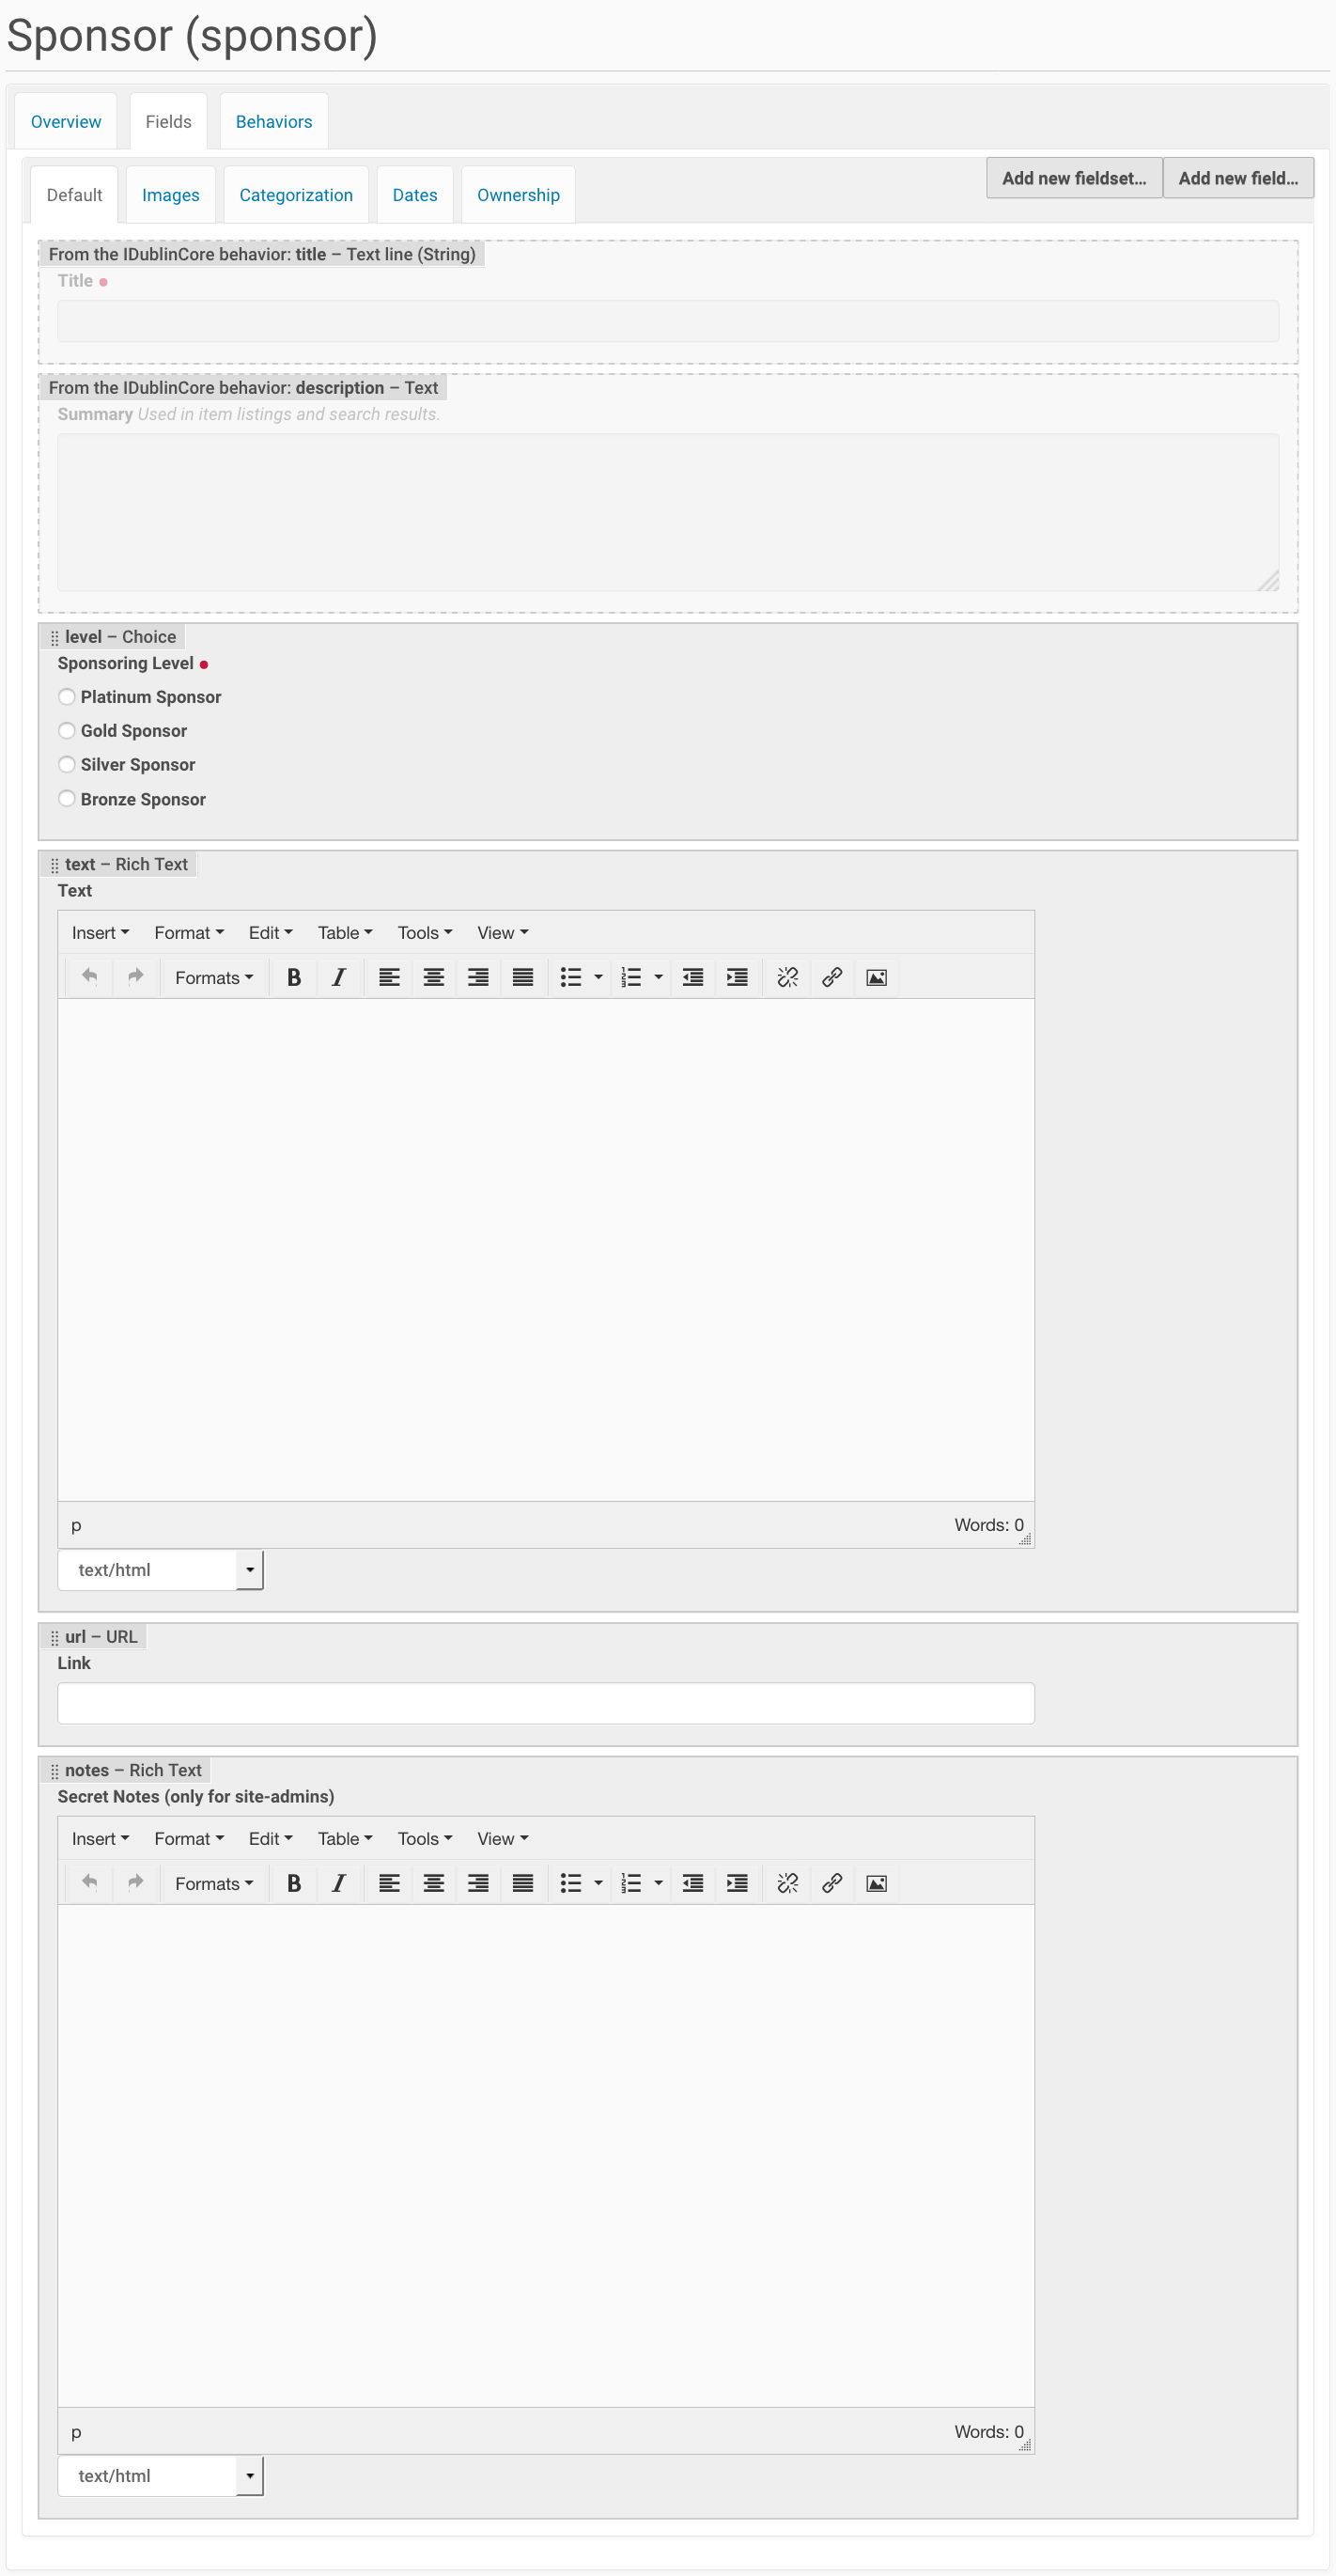 Sponsor (sponsor)
Overview Fields Behaviors
Default Images Categorization Dates Ownership Add new fieldset... Add new field...
From the IDublinCore behavior: title – Text line (String)
Title
From the IDublinCore behavior: description – Text
Summary Used in item listings and search results.
level – Choice
Sponsoring Level
Platinum Sponsor
Gold Sponsor
Silver Sponsor
Bronze Sponsor
text – Rich Text
Text
Insert Format Edit Table Tools View
Formats B I
p Words: 0
text/html
url – URL
Link
notes – Rich Text
Secret Notes (only for site-admins)
Insert Format Edit Table Tools View
Formats B I
p Words: 0
text/html